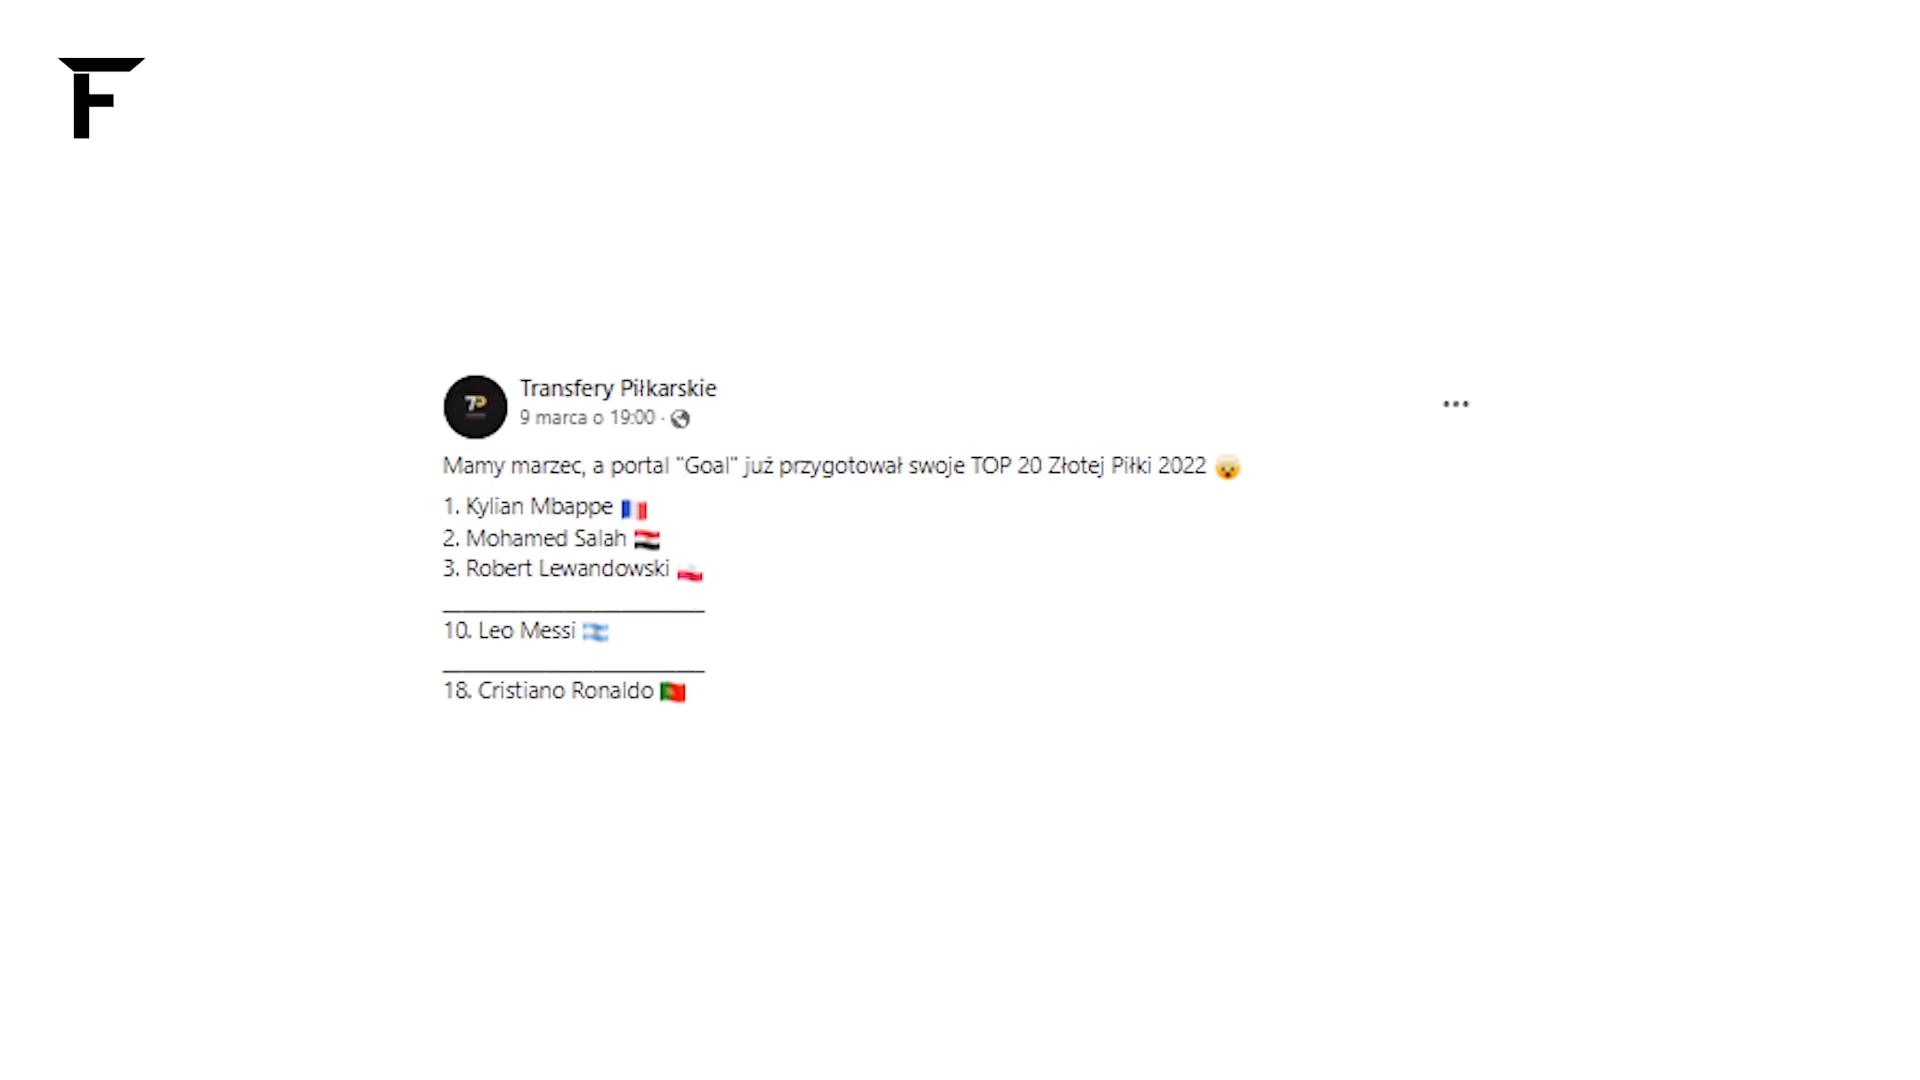 F
Transfery Piłkarskie
9 marca o 19:00 ·
Mamy marzec, a portal "Goal" już przygotował swoje TOP 20 Złotej Piłki 2022 🤯
1. Kylian Mbappe 🇫🇷
2. Mohamed Salah 🇪🇬
3. Robert Lewandowski 🇵🇱
10. Leo Messi 🇦🇷
18. Cristiano Ronaldo 🇵🇹